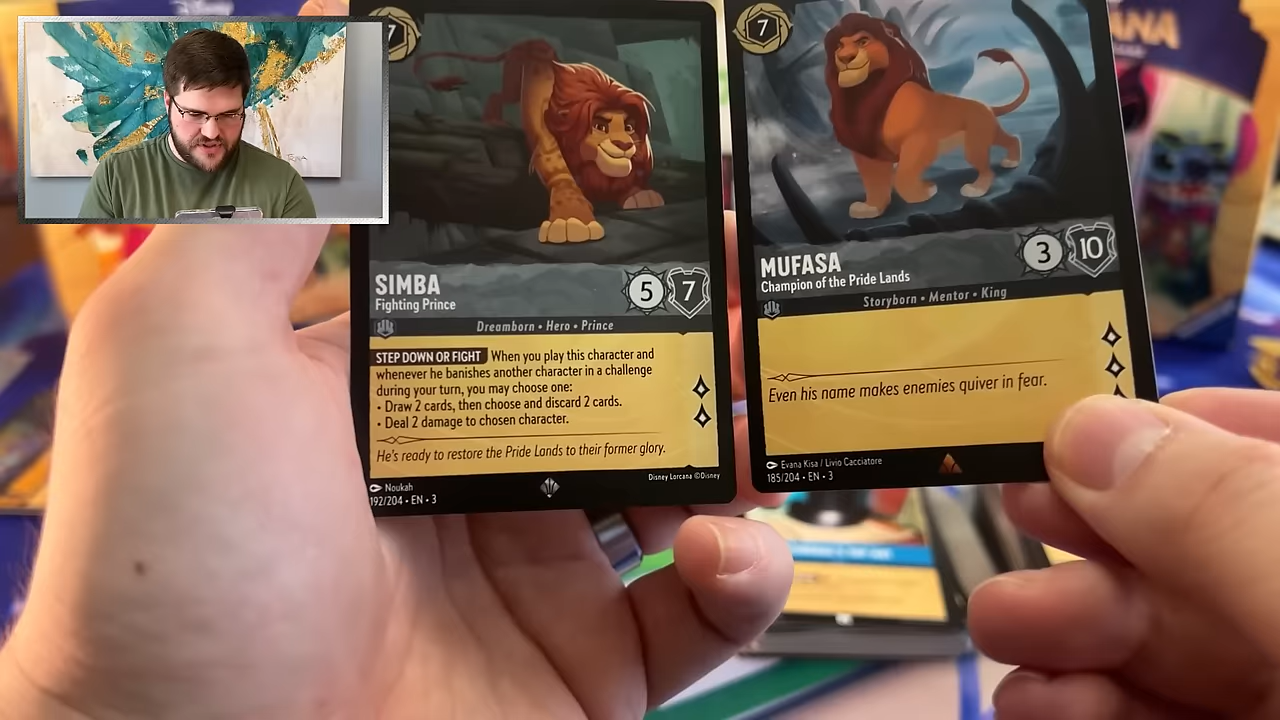 7
SIMBA
Fighting Prince
5
7
Dreamborn • Hero • Prince
STEP DOWN OR FIGHT When you play this character and
whenever he banishes another character in a challenge
during your turn, you may choose one:
• Draw 2 cards, then choose and discard 2 cards.
• Deal 2 damage to chosen character.
He's ready to restore the Pride Lands to their former glory.
Noukah
192/204 • EN • 3
Disney Lorcana ©Disney
7
MUFASA
Champion of the Pride Lands
3
10
Storyborn • Mentor • King
Even his name makes enemies quiver in fear.
Evana Kisa / Livio Cacciatore
185/204 • EN • 3